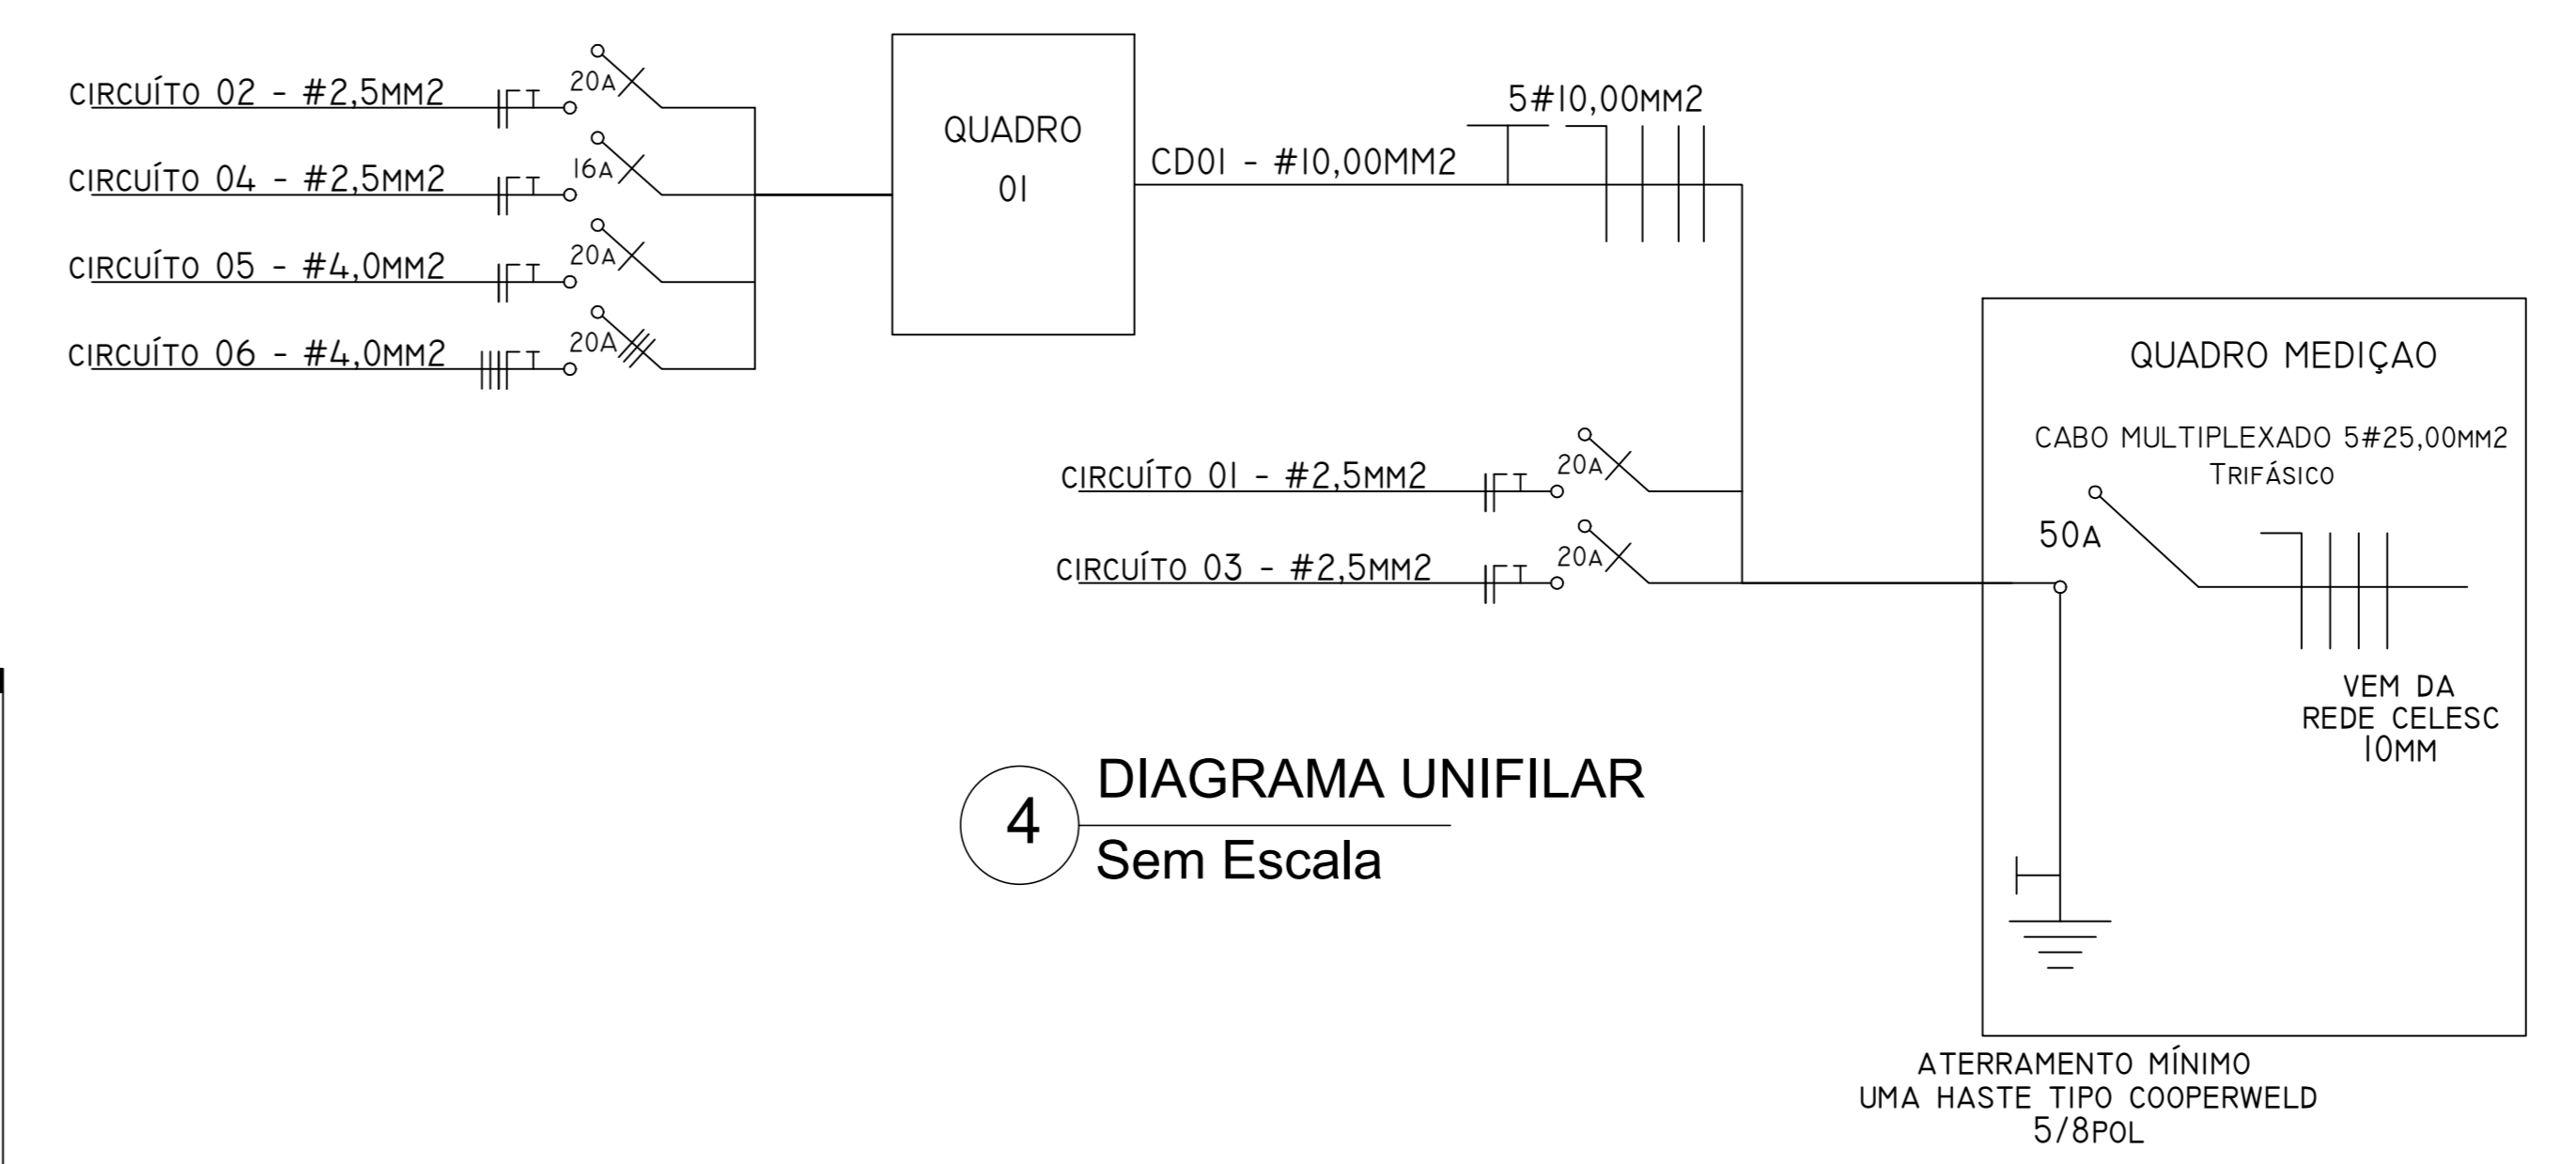 CIRCUÍTO 02 - #2,5MM2
20A
CIRCUÍTO 04 - #2,5MM2
16A
CIRCUÍTO 05 - #4,0MM2
20A
CIRCUÍTO 06 - #4,0MM2
20A
QUADRO
01
CD01 - #10,00MM2
5#10,00MM2
CIRCUÍTO 01 - #2,5MM2
20A
CIRCUÍTO 03 - #2,5MM2
20A
QUADRO MEDIÇAO
CABO MULTIPLEXADO 5#25,00MM2
TRIFÁSICO
50A
VEM DA
REDE CELESC
10MM
ATERRAMENTO MÍNIMO
UMA HASTE TIPO COOPERWELD
5/8POL
4
DIAGRAMA UNIFILAR
Sem Escala